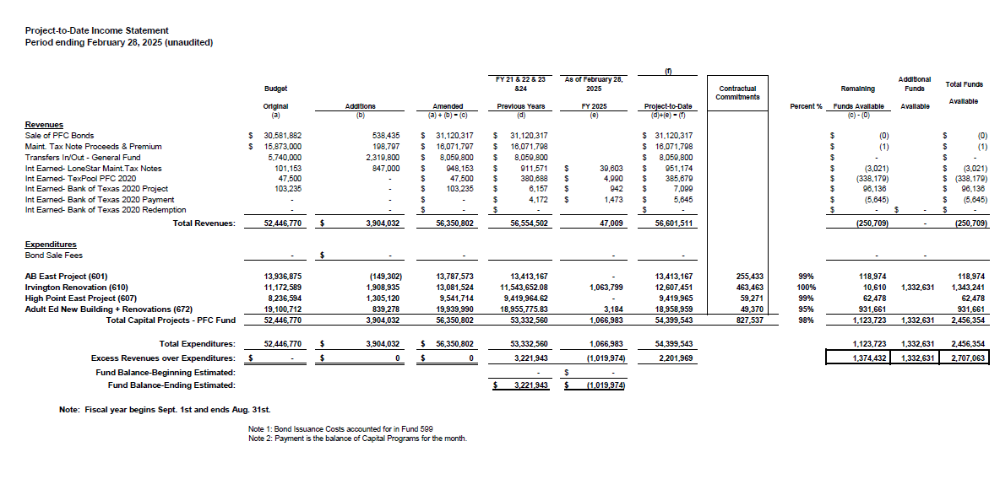 Project-to-Date Income Statement
Period ending February 28, 2025 (unaudited)
(f)
FY 21 & 22 & 23 As of February 28, Additional
Budget &24 2025 Contractual Remaining Funds Total Funds
Commitments Available
Original Additions Amended Previous Years FY 2025 Project-to-Date Percent % Funds Available Available
(a) (b) (a) + (b) = (c) (d) (e) (d)+(e) = (f) (c) - (0)
Revenues
Sale of PFC Bonds $ 30,581,882 538,435 $ 31,120,317 $ 31,120,317 $ 31,120,317 $ (0) $ (0)
Maint. Tax Note Proceeds & Premium $ 15,873,000 198,797 $ 16,071,797 $ 16,071,798 $ 16,071,798 $ (1) $ (1)
Transfers In/Out - General Fund 5,740,000 2,319,800 $ 8,059,800 $ 8,059,800 $ 8,059,800 $ - $ -
Int Earned- LoneStar Maint.Tax Notes 101,153 847,000 $ 948,153 $ 911,571 $ 39,603 $ 951,174 $ (3,021) $ (3,021)
Int Earned- TexPool PFC 2020 47,500 - $ 47,500 $ 380,688 $ 4,990 $ 385,679 $ (338,179) $ (338,179)
Int Earned- Bank of Texas 2020 Project 103,235 - $ 103,235 $ 6,157 $ 942 $ 7,099 $ 96,136 $ 96,136
Int Earned- Bank of Texas 2020 Payment - - $ - $ 4,172 $ 1,473 $ 5,645 $ (5,645) $ (5,645)
Int Earned- Bank of Texas 2020 Redemption - - $ - $ - $ - $ - $ - $ -
Total Revenues: 52,446,770 $ 3,904,032 56,350,802 56,554,502 47,009 56,601,511 (250,709) - (250,709)
Expenditures
Bond Sale Fees - $ - - - - - -
AB East Project (601) 13,936,875 (149,302) 13,787,573 13,413,167 - 13,413,167 255,433 99% 118,974 118,974
Irvington Renovation (610) 11,172,589 1,908,935 13,081,524 11,543,652.08 1,063,799 12,607,451 463,463 100% 10,610 1,332,631 1,343,241
High Point East Project (607) 8,236,594 1,305,120 9,541,714 9,419,964.62 - 9,419,965 59,271 99% 62,478 62,478
Adult Ed New Building + Renovations (672) 19,100,712 839,278 19,939,990 18,955,775.83 3,184 18,958,959 49,370 95% 931,661 931,661
Total Capital Projects - PFC Fund 52,446,770 3,904,032 56,350,802 53,332,560 1,066,983 54,399,543 827,537 98% 1,123,723 1,332,631 2,456,354
Total Expenditures: 52,446,770 $ 3,904,032 $ 56,350,802 53,332,560 1,066,983 54,399,543 1,123,723 1,332,631 2,456,354
Excess Revenues over Expenditures: $ - $ 0 $ 0 3,221,943 (1,019,974) 2,201,969 1,374,432 1,332,631 2,707,063
Fund Balance-Beginning Estimated: - $ -
Fund Balance-Ending Estimated: $ 3,221,943 $ (1,019,974)
Note: Fiscal year begins Sept. 1st and ends Aug. 31st.
Note 1: Bond Issuance Costs accounted for in Fund 599
Note 2: Payment is the balance of Capital Programs for the month.